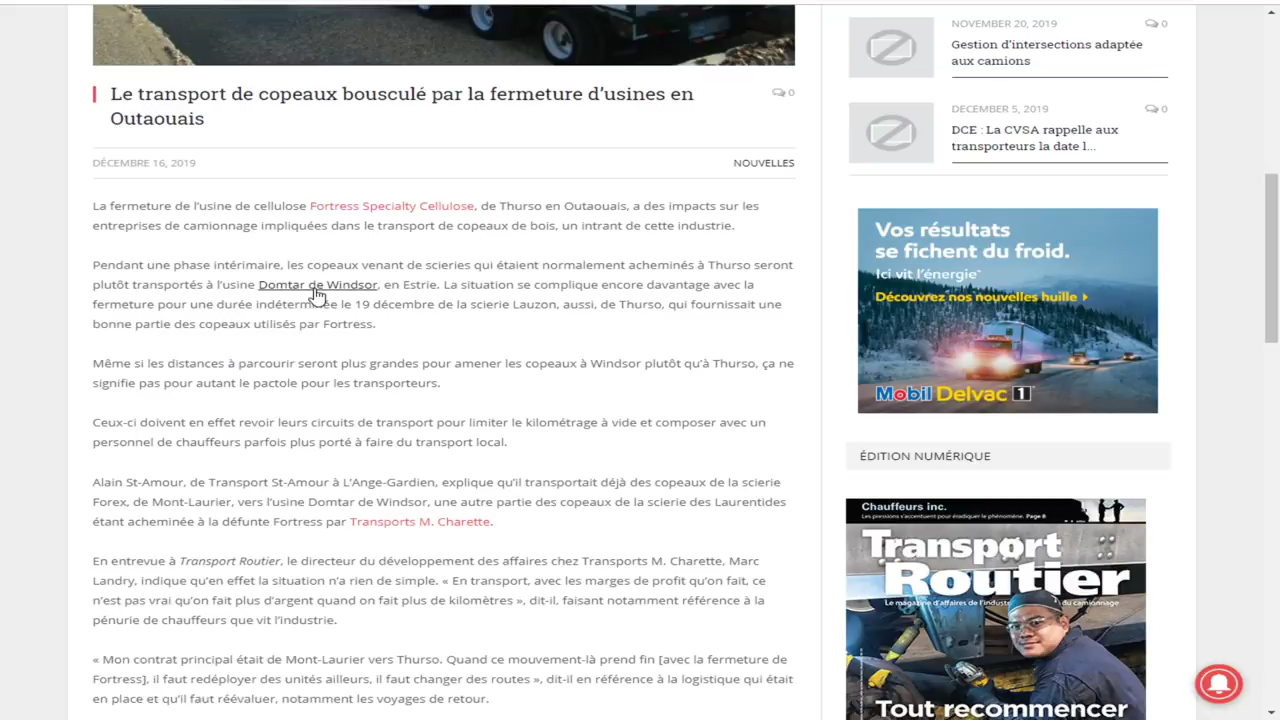 Le transport de copeaux bousculé par la fermeture d'usines en
Outaouais
0
DÉCEMBRE 16, 2019
NOUVELLES
La fermeture de l'usine de cellulose Fortress Specialty Cellulose, de Thurso en Outaouais, a des impacts sur les
entreprises de camionnage impliquées dans le transport de copeaux de bois, un intrant de cette industrie.
Pendant une phase intérimaire, les copeaux venant de scieries qui étaient normalement acheminés à Thurso seront
plutôt transportés à l'usine Domtar de Windsor, en Estrie. La situation se complique encore davantage avec la
fermeture pour une durée indéterminée le 19 décembre de la scierie Lauzon, aussi, de Thurso, qui fournissait une
bonne partie des copeaux utilisés par Fortress.
Même si les distances à parcourir seront plus grandes pour amener les copeaux à Windsor plutôt qu'à Thurso, ça ne
signifie pas pour autant le pactole pour les transporteurs.
Ceux-ci doivent en effet revoir leurs circuits de transport pour limiter le kilométrage à vide et composer avec un
personnel de chauffeurs parfois plus porté à faire du transport local.
Alain St-Amour, de Transport St-Amour à L'Ange-Gardien, explique qu'il transportait déjà des copeaux de la scierie
Forex, de Mont-Laurier, vers l'usine Domtar de Windsor, une autre partie des copeaux de la scierie des Laurentides
étant acheminée à la défunte Fortress par Transports M. Charette.
En entrevue à Transport Routier, le directeur du développement des affaires chez Transports M. Charette, Marc
Landry, indique qu'en effet la situation n'a rien de simple. « En transport, avec les marges de profit qu'on fait, ce
n'est pas vrai qu'on fait plus d'argent quand on fait plus de kilomètres », dit-il, faisant notamment référence à la
pénurie de chauffeurs que vit l'industrie.
« Mon contrat principal était de Mont-Laurier vers Thurso. Quand ce mouvement-là prend fin [avec la fermeture de
Fortress], il faut redéployer des unités ailleurs, il faut changer des routes », dit-il en référence à la logistique qui était
en place et qu'il faut réévaluer, notamment les voyages de retour.
NOVEMBER 20, 2019
0
Gestion d'intersections adaptée
aux camions
DECEMBER 5, 2019
0
DCE : La CVSA rappelle aux
transporteurs la date l...
Vos résultats
se fichent du froid.
Ici vit l'énergie
Découvrez nos nouvelles huille
Mobil Delvac 1
ÉDITION NUMÉRIQUE
Chauffeurs inc.
Les pressions s'accentuent pour éradiquer le phénomène. Page 8
Transport
Routier
Le magazine d'affaires de l'indust du camionnage
Tout recommencer